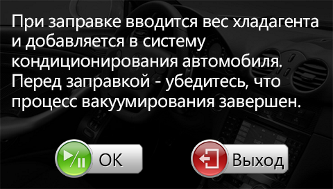 При заправке вводится вес хладагента
и добавляется в систему
кондиционирования автомобиля.
Перед заправкой - убедитесь, что
процесс вакуумирования завершен.
OK
Выход